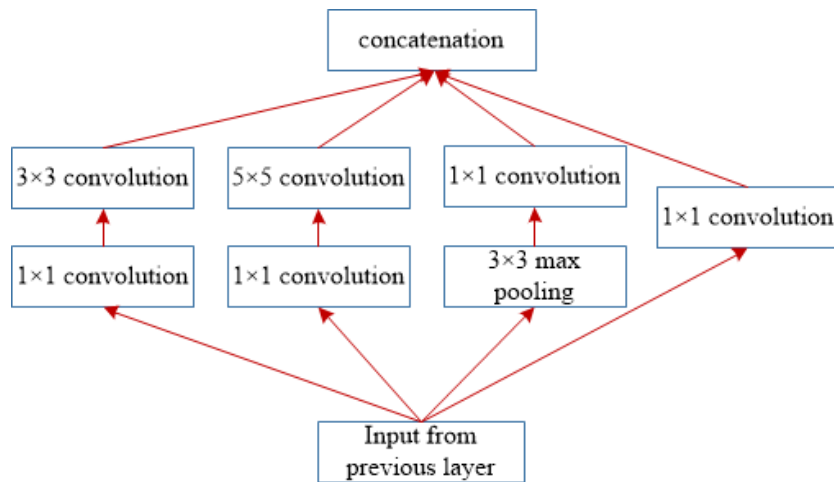 concatenation
3×3 convolution
5×5 convolution
1×1 convolution
1×1 convolution
1×1 convolution
1×1 convolution
3×3 max
pooling
Input from
previous layer